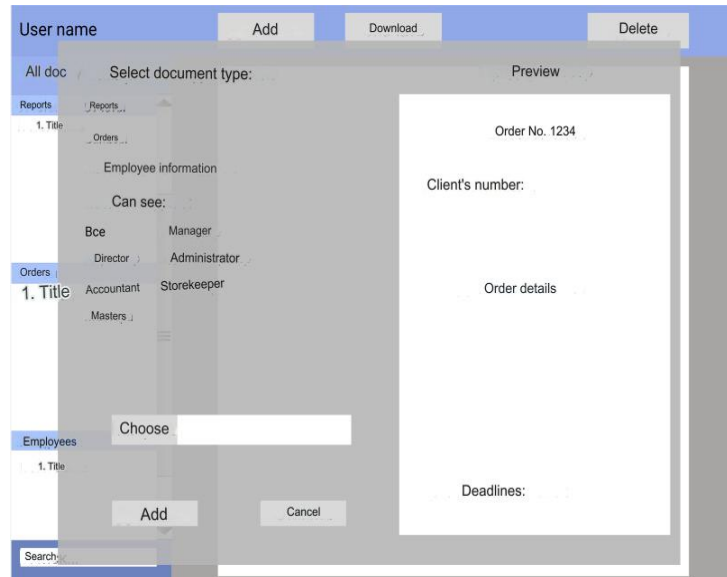 User name
Add
Download
Delete
All doc
Select document type:
Preview
Reports
Reports
1. Title
Orders
Order No. 1234
Employee information
Client's number:
Can see:
Все
Manager
Director
Administrator
Orders
1. Title
Accountant
Storekeeper
Order details
Masters
Choose
Employees
1. Title
Deadlines:
Add
Cancel
Search